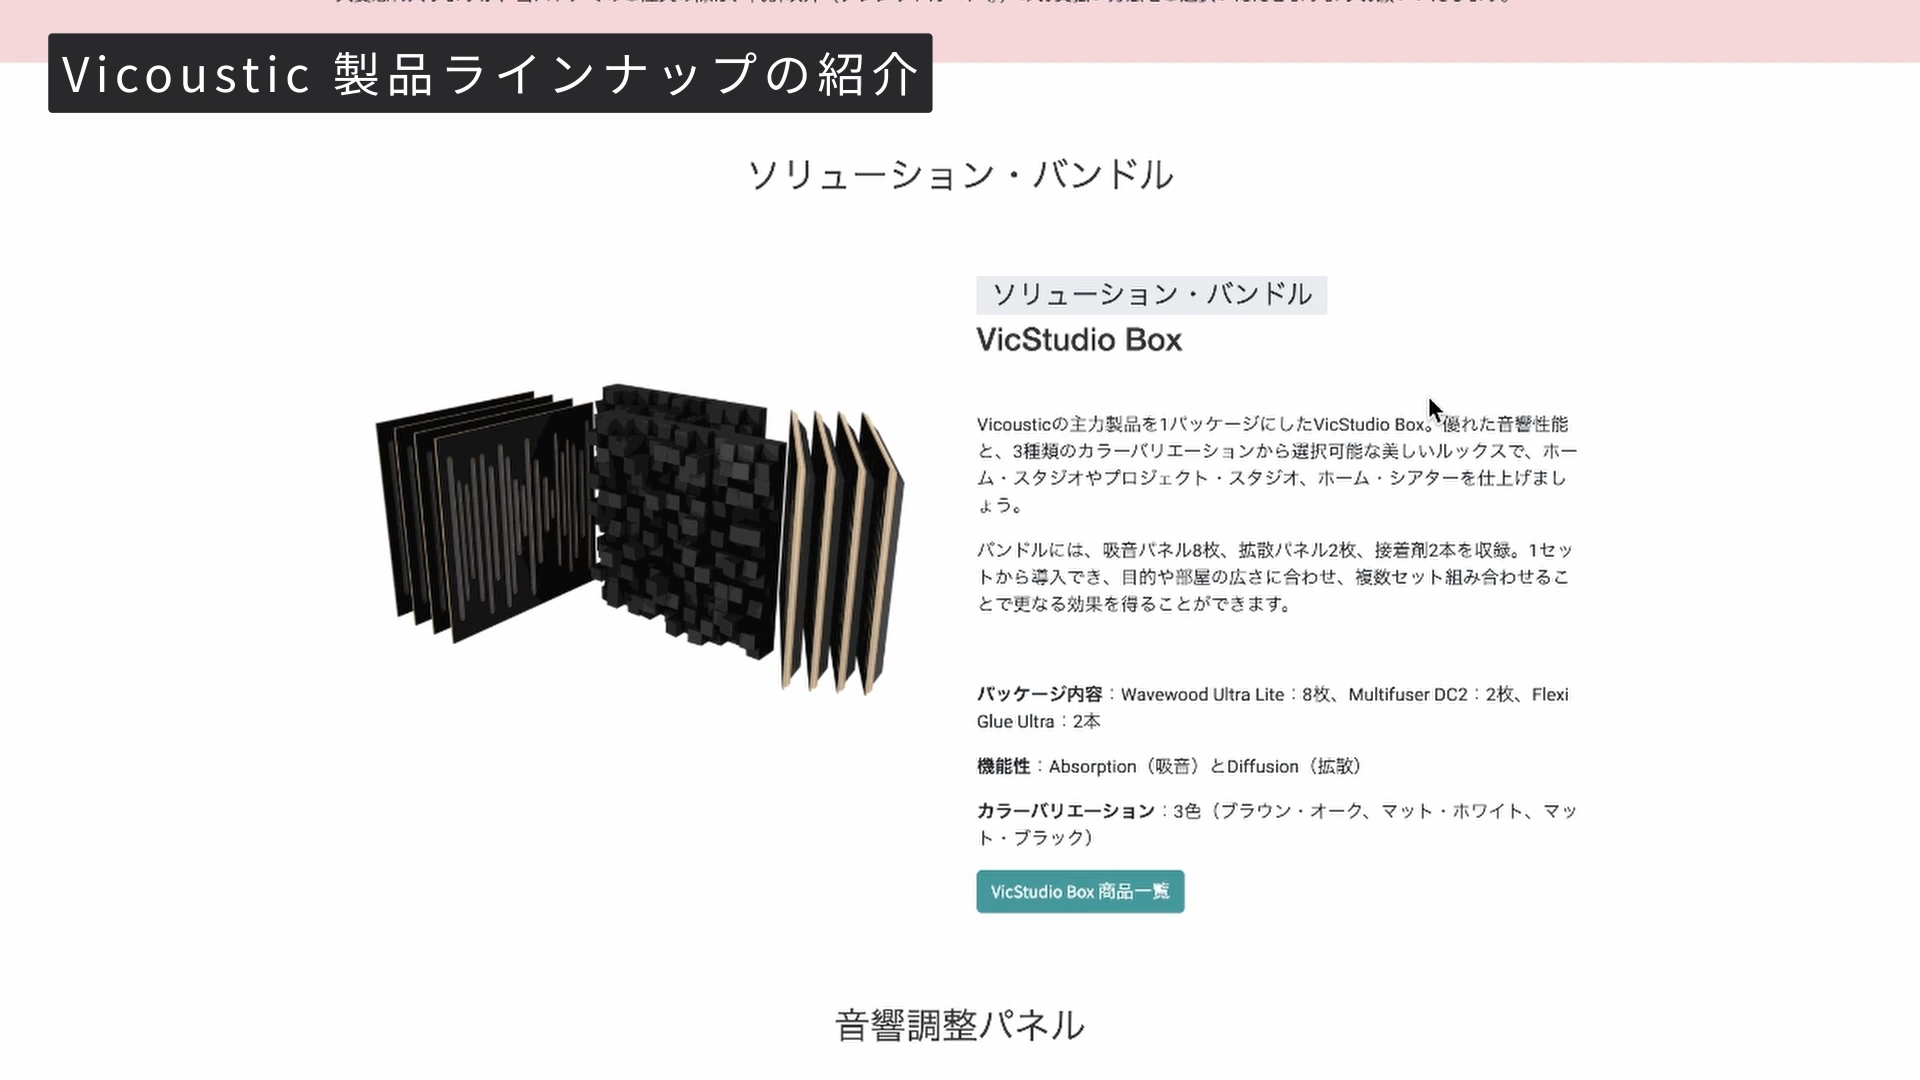 Vicoustic 製品ラインナップの紹介
ソリューション・バンドル
ソリューション・バンドル
VicStudio Box
Vicousticの主力製品を1パッケージにしたVicStudio Box。優れた音響性能
と、3種類のカラーバリエーションから選択可能な美しいルックスで、ホー
ム・スタジオやプロジェクト・スタジオ、ホーム・シアターを仕上げまし
ょう。
バンドルには、吸音パネル8枚、拡散パネル2枚、接着剤2本を収録。1セッ
トから導入でき、目的や部屋の広さに合わせ、複数セット組み合わせるこ
とで更なる効果を得ることができます。
パッケージ内容：Wavewood Ultra Lite：8枚、Multifuser DC2：2枚、Flexi
Glue Ultra：2本
機能性：Absorption（吸音）とDiffusion（拡散）
カラーバリエーション：3色（ブラウン・オーク、マット・ホワイト、マッ
ト・ブラック）
VicStudio Box 商品一覧
音響調整パネル